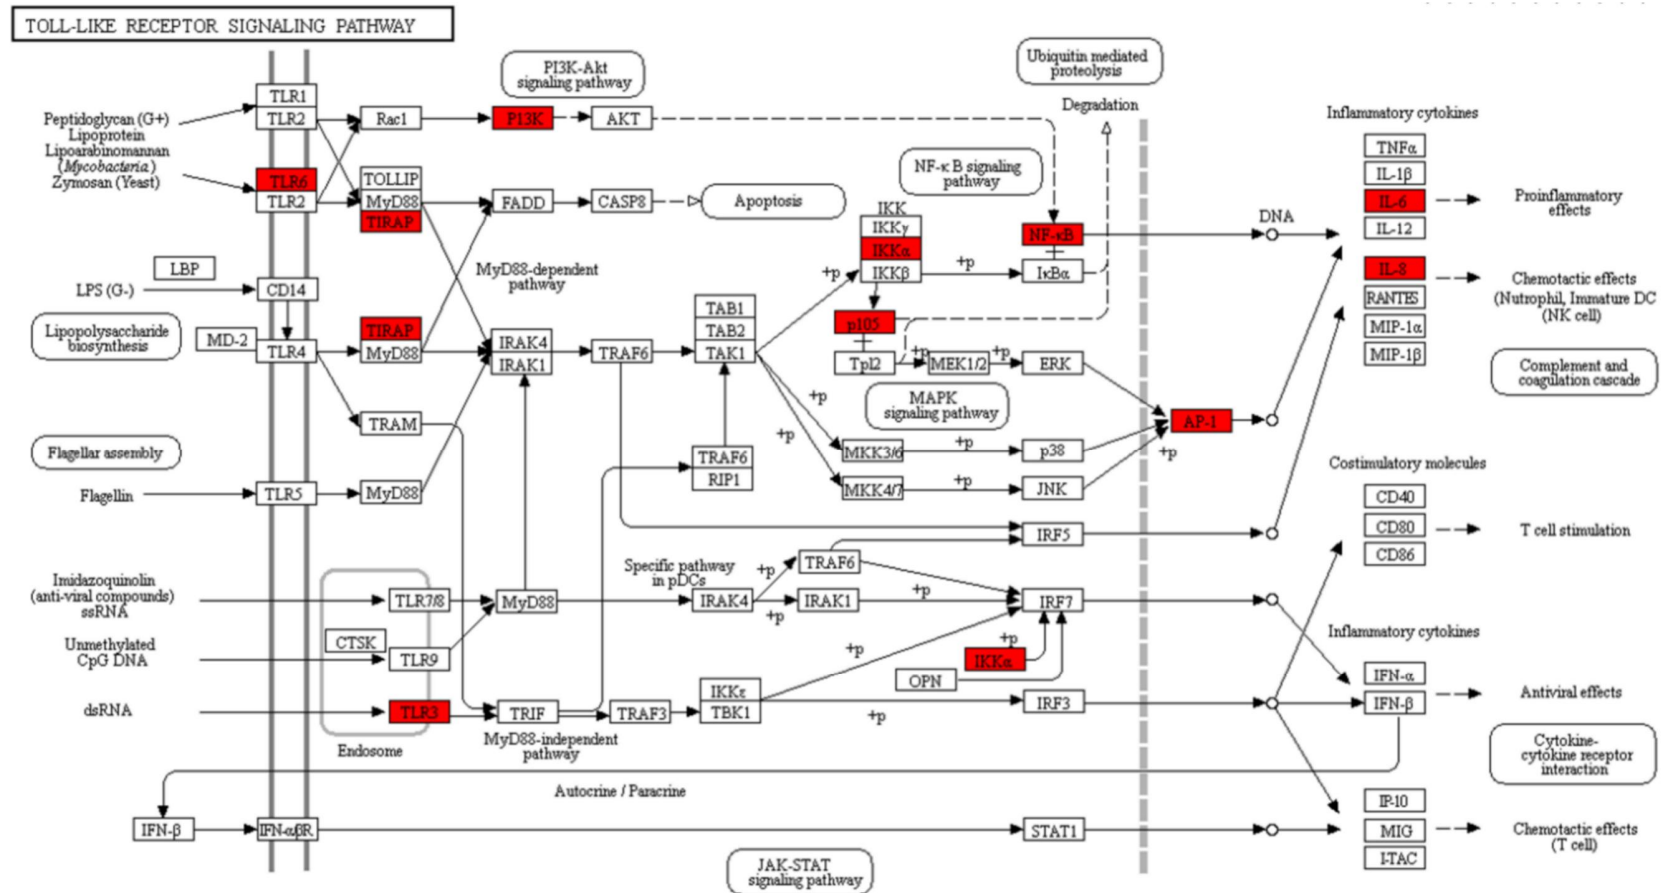 TOLL-LIKE RECEPTOR SIGNALING PATHWAY
PI3K-Akt
signaling pathway
Ubiquitin mediated
proteolysis
Degradation
Inflammatory cytokines
TLR1
TLR2
Rac1
P13K
AKT
Peptidoglycan (G+)
Lipoprotein
Lipoarabinomannan
(Mycobacteria)
Zymosan (Yeast)
TLR6
TLR2
TOLLIP
MyD88
TIRAP
FADD
CASP8
Apoptosis
NF-κB signaling
pathway
IKK
IKKγ
IKKα
IKKβ
+p
+p
NF-κB
IκBα
DNA
TNFα
IL-1β
IL-6
IL-12
Proinflammatory
effects
IL-8
RANTES
MIP-1α
MIP-1β
Chemotactic effects
(Nutrophil, Immature DC
(NK cell)
Complement and
coagulation cascade
LBP
LPS (G-)
CD14
MyD88-dependent
pathway
Lipopolysaccharide
biosynthesis
MD-2
TLR4
TIRAP
MyD88
IRAK4
IRAK1
TRAF6
TAB1
TAB2
TAK1
p105
Tpl2
+p
MEK1/2
+p
ERK
MAPK
signaling pathway
AP-1
TRAM
+p
+p
MKK3/6
+p
p38
+p
Flagellar assembly
TRAF6
RIP1
MKK4/7
+p
JNK
Flagellin
TLR5
MyD88
Costimulatory molecules
CD40
CD80
CD86
T cell stimulation
IRF5
Imidazoquinolin
(anti-viral compounds)
ssRNA
TLR7/8
MyD88
Specific pathway
in pDCs
TRAF6
+p
IRAK4
+p
IRAK1
+p
IRF7
Unmethylated
CpG DNA
CTSK
TLR9
+p
+p
IKKα
OPN
Inflammatory cytokines
IFN-α
IFN-β
Antiviral effects
dsRNA
TLR3
TRIF
TRAF3
IKKε
TBK1
+p
IRF3
Endosome
MyD88-independent
pathway
Cytokine-
cytokine receptor
interaction
Autocrine / Paracrine
IFN-β
IFN-αβR
STAT1
IP-10
MIG
I-TAC
Chemotactic effects
(T cell)
JAK-STAT
signaling pathway